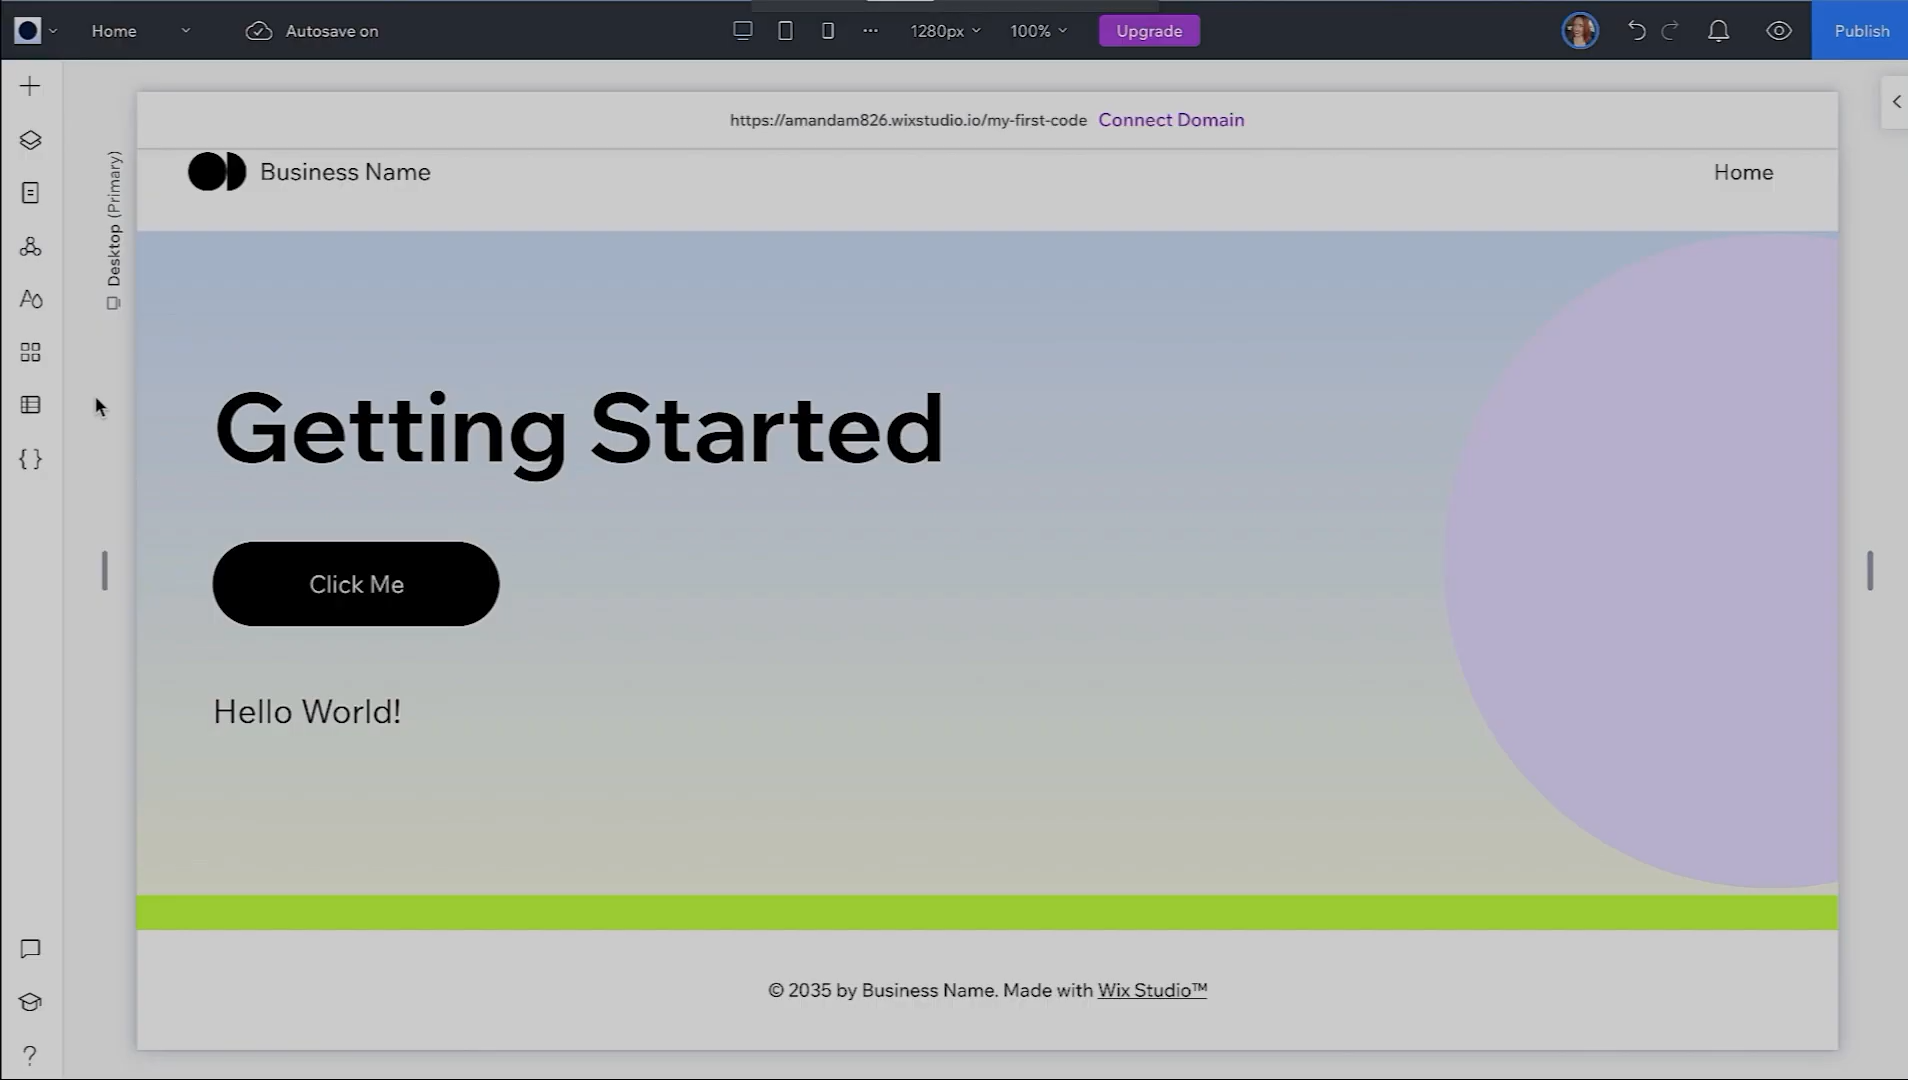 Home
Autosave on
1280px
100%
Upgrade
Publish
https://amandam826.wixstudio.io/my-first-code Connect Domain
Desktop (Primary)
Business Name
Home
Getting Started
Click Me
Hello World!
© 2035 by Business Name. Made with Wix Studio™